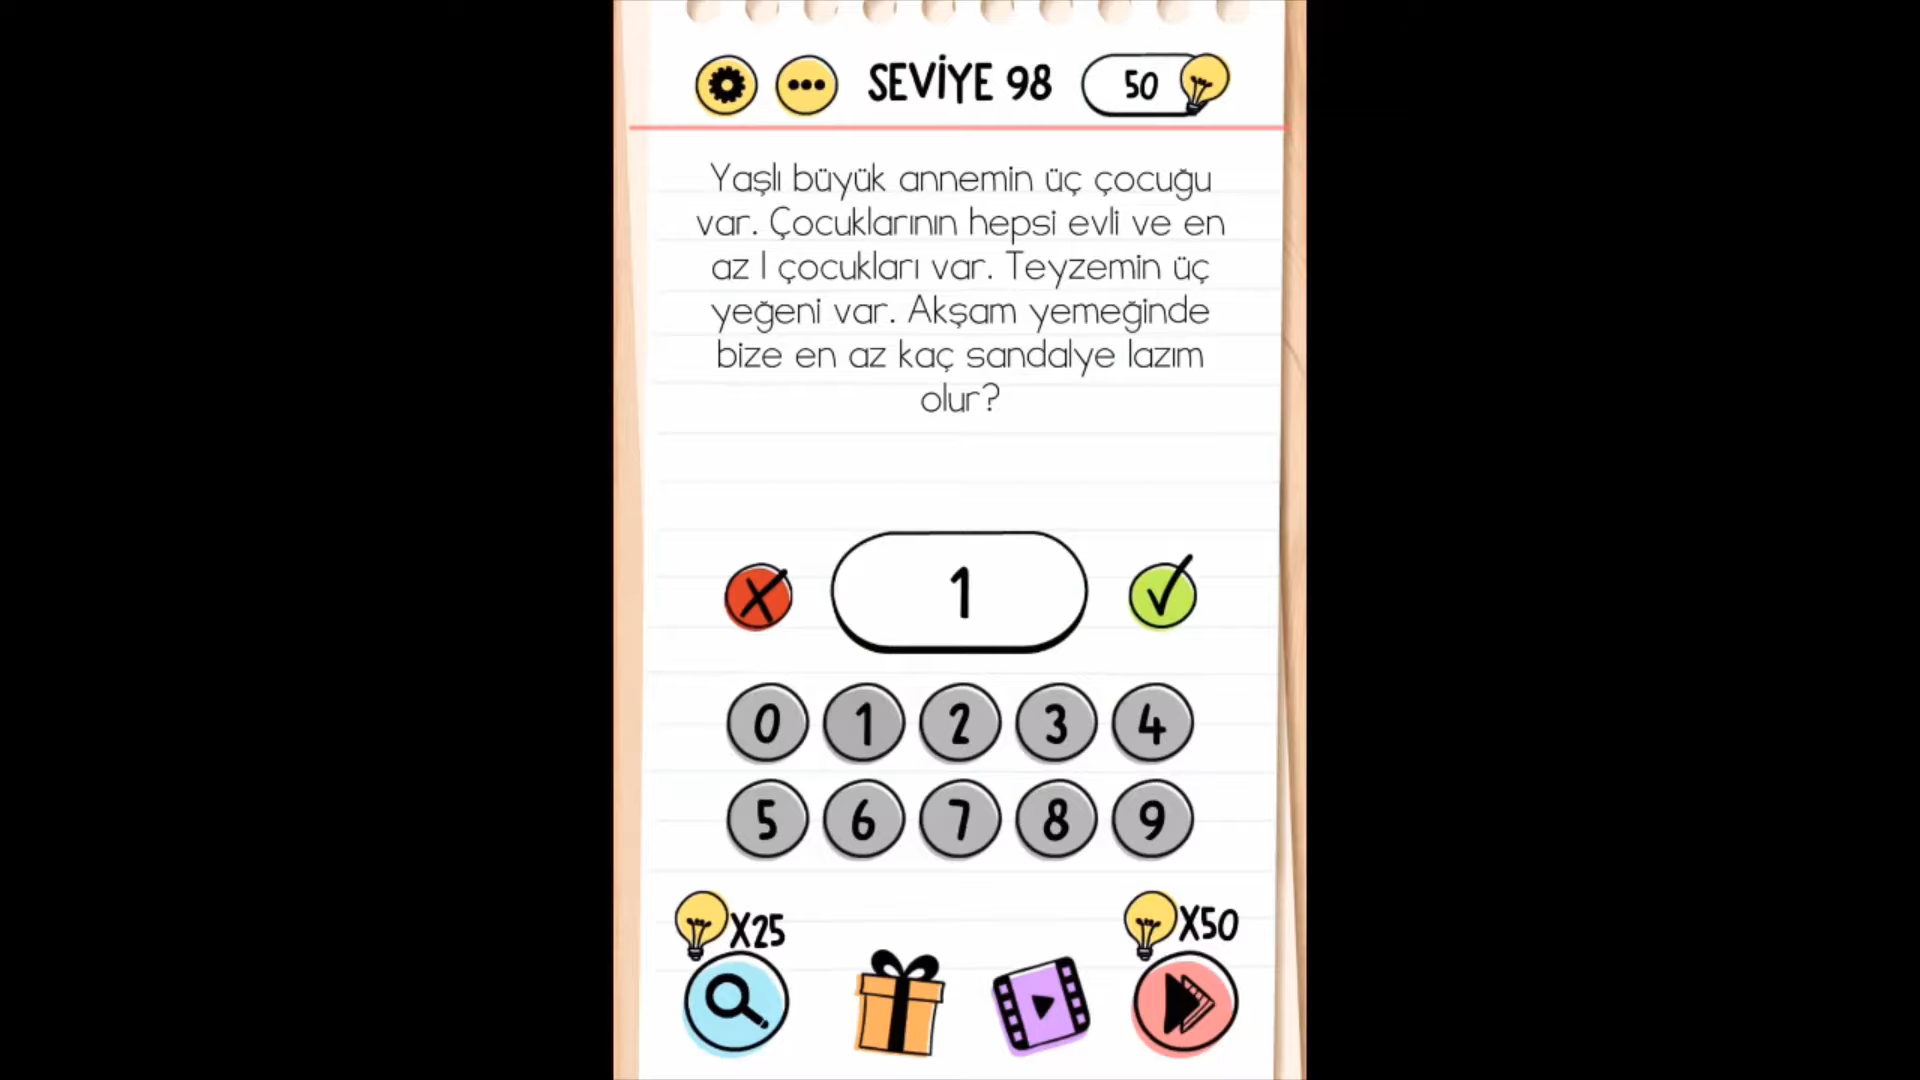 SEVİYE 98
50
Yaşlı büyük annemin üç çocuğu
var. Çocuklarının hepsi evli ve en
az 1 çocukları var. Teyzemin üç
yeğeni var. Akşam yemeğinde
bize en az kaç sandalye lazım
olur?
1
0 1 2 3 4
5 6 7 8 9
X25
X50